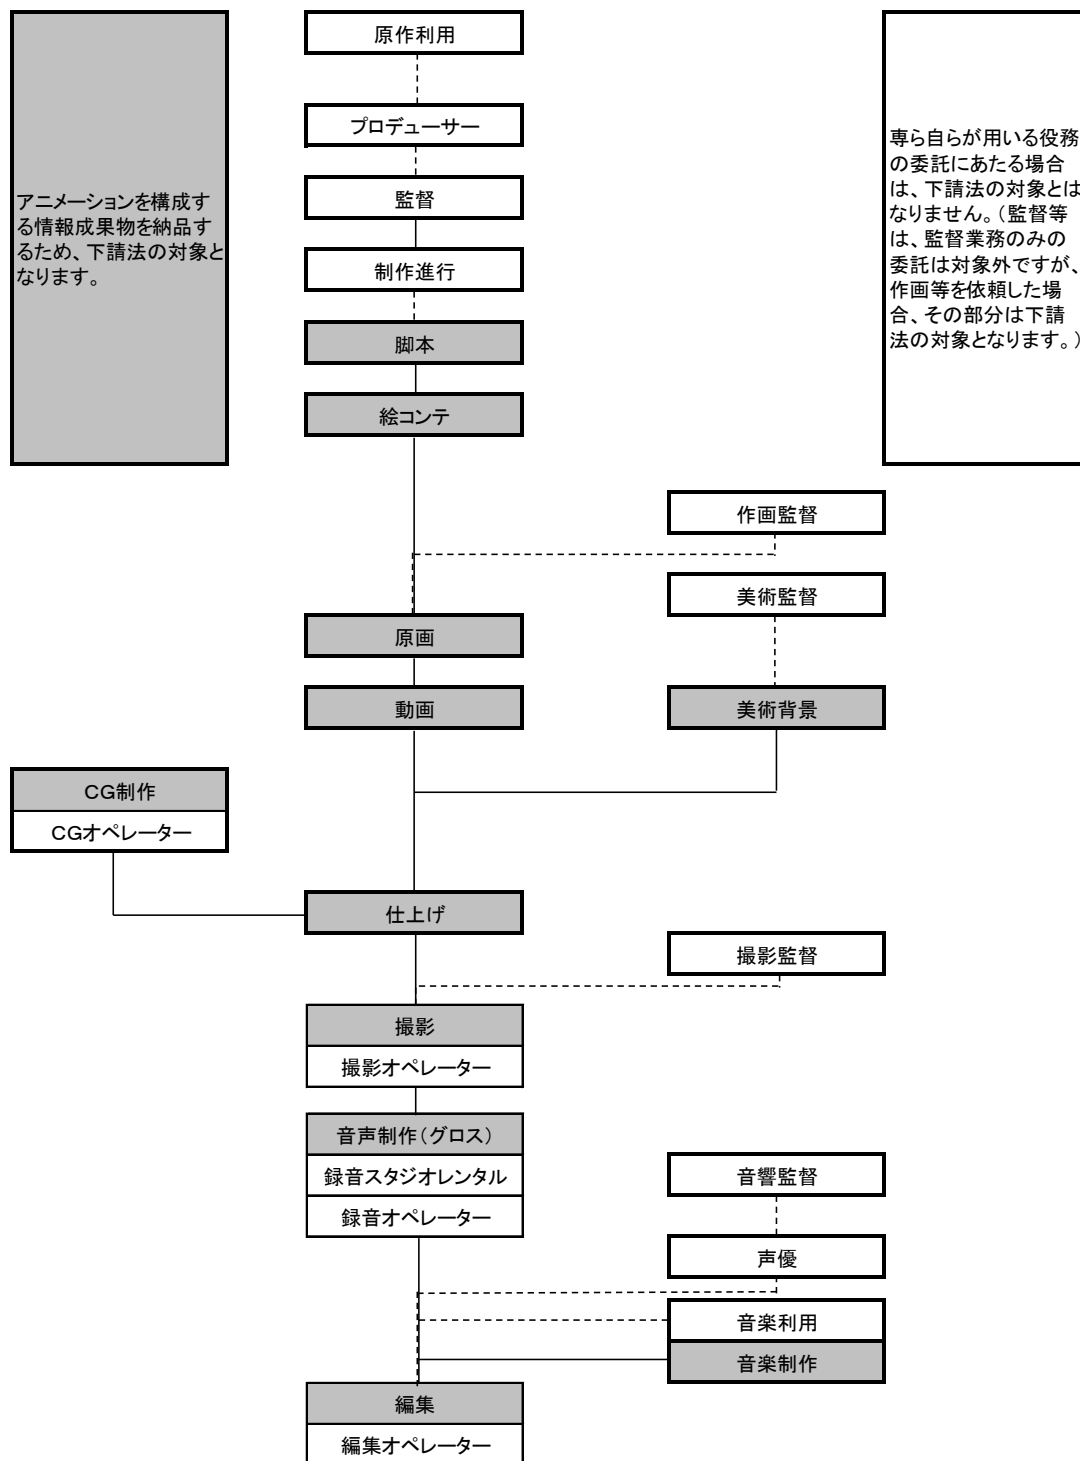 アニメーションを構成す
る情報成果物を納品す
るため、下請法の対象と
なります。
原作利用
プロデューサー
監督
制作進行
脚本
絵コンテ
専ら自らが用いる役務
の委託にあたる場合
は、下請法の対象とは
なりません。（監督等
は、監督業務のみの
委託は対象外ですが、
作画等を依頼した場
合、その部分は下請
法の対象となります。）
作画監督
美術監督
原画
動画
美術背景
CG制作
CGオペレーター
仕上げ
撮影監督
撮影
撮影オペレーター
音声制作（グロス）
録音スタジオレンタル
録音オペレーター
音響監督
声優
音楽利用
音楽制作
編集
編集オペレーター